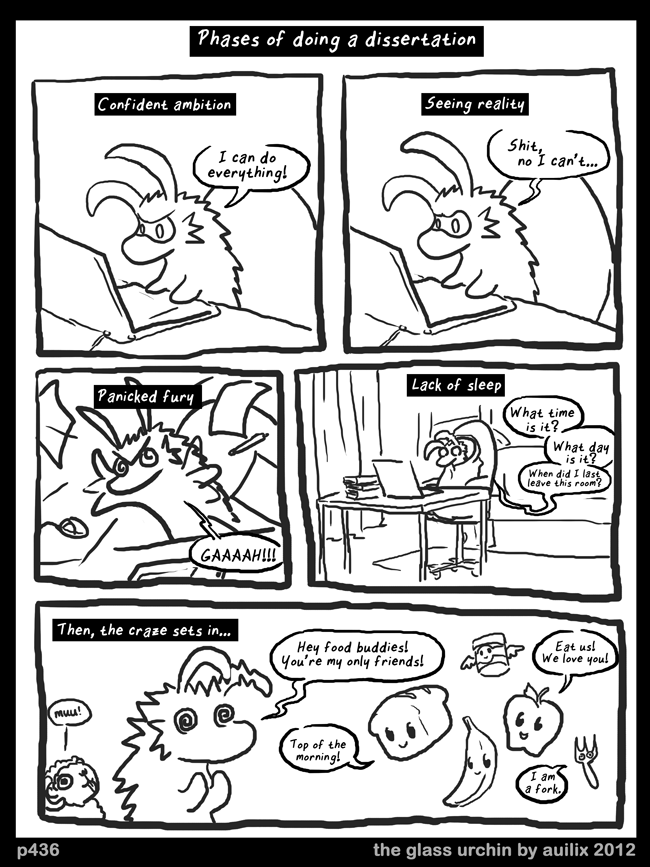 Phases of doing a dissertation
Confident ambition
I can do
everything!
Seeing reality
Shit,
no I can't...
Panicked fury
GAAAAH!!!
Lack of sleep
What time
is it?
What day
is it?
When did I last
leave this room?
Then, the craze sets in...
muu!
Hey food buddies!
You're my only friends!
Top of the
morning!
Eat us!
We love you!
I am
a fork.
p436
the glass urchin by auilix 2012